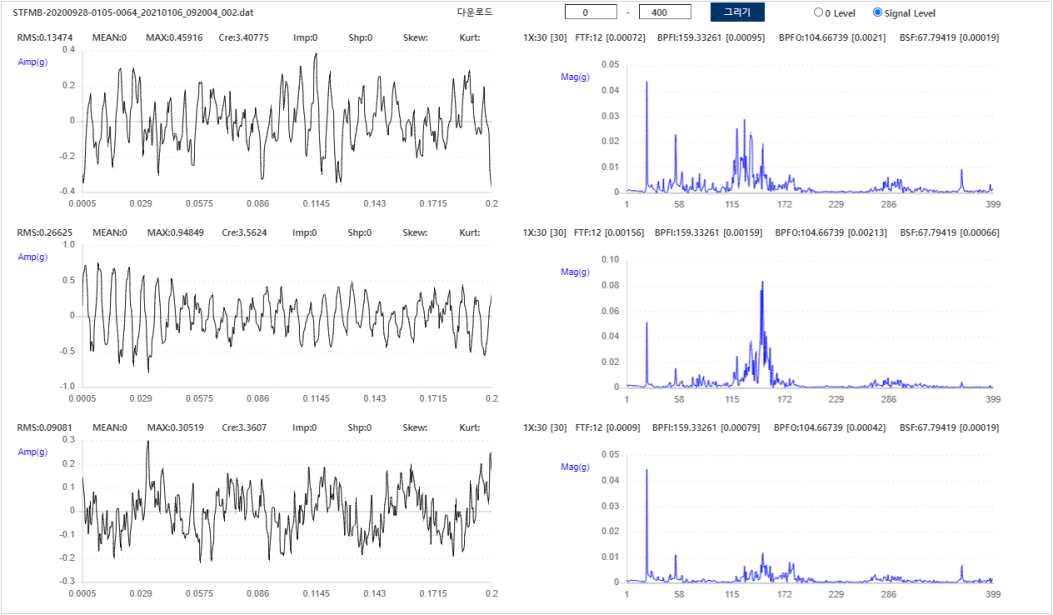 STFMB-20200928-0105-0064_20210106_092004_002.dat 다운로드 0 - 400 그리기 0 Level Signal Level
RMS:0.13474 MEAN:0 MAX:0.45916 Cre:3.40775 Imp:0 Shp:0 Skew: Kurt: 1X:30 [30] FTF:12 [0.00072] BPFI:159.33261 [0.00095] BPFO:104.66739 [0.0021] BSF:67.79419 [0.00019]
Amp(g) 0.4 0.2 0 -0.2 -0.4
0.0005 0.029 0.0575 0.086 0.1145 0.143 0.1715 0.2
Mag(g) 0.05 0.04 0.03 0.02 0.01 0
1 58 115 172 229 286 399
RMS:0.26625 MEAN:0 MAX:0.94849 Cre:3.5624 Imp:0 Shp:0 Skew: Kurt: 1X:30 [30] FTF:12 [0.00156] BPFI:159.33261 [0.00159] BPFO:104.66739 [0.00213] BSF:67.79419 [0.00066]
Amp(g) 1.0 0.5 0 -0.5 -1.0
0.0005 0.029 0.0575 0.086 0.1145 0.143 0.1715 0.2
Mag(g) 0.10 0.08 0.06 0.04 0.02 0
1 58 115 172 229 286 399
RMS:0.09081 MEAN:0 MAX:0.30519 Cre:3.3607 Imp:0 Shp:0 Skew: Kurt: 1X:30 [30] FTF:12 [0.0009] BPFI:159.33261 [0.00079] BPFO:104.66739 [0.00042] BSF:67.79419 [0.00019]
Amp(g) 0.3 0.2 0.1 0 -0.1 -0.2 -0.3
0.0005 0.029 0.0575 0.086 0.1145 0.143 0.1715 0.2
Mag(g) 0.05 0.04 0.03 0.02 0.01 0
1 58 115 172 229 286 399